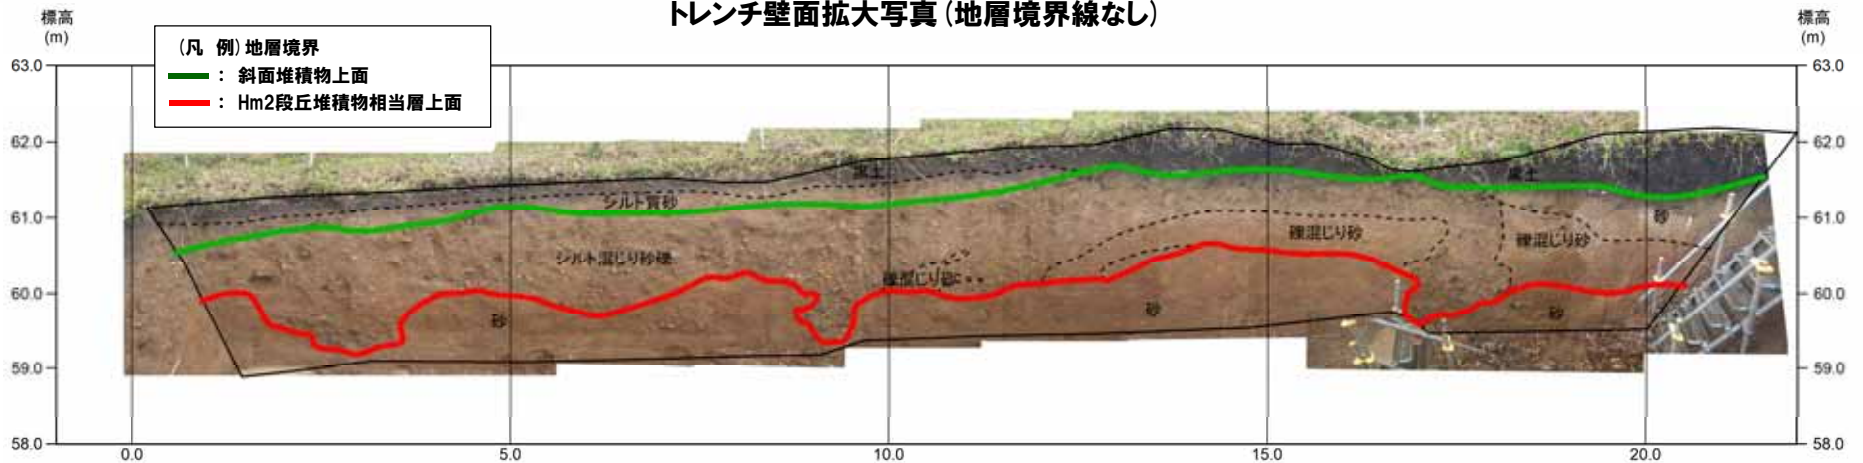 トレンチ壁面拡大写真（地層境界線なし）
標高
(m)
標高
(m)
（凡　例）地層境界
： 斜面堆積物上面
： Hm2段丘堆積物相当層上面
63.0
63.0
62.0
62.0
61.0
61.0
60.0
60.0
59.0
59.0
58.0
58.0
黒土
黒土
シルト質砂
砂
礫混じり砂
礫混じり砂
シルト混じり砂礫
礫混じり砂
砂
砂
砂
0.0
5.0
10.0
15.0
20.0